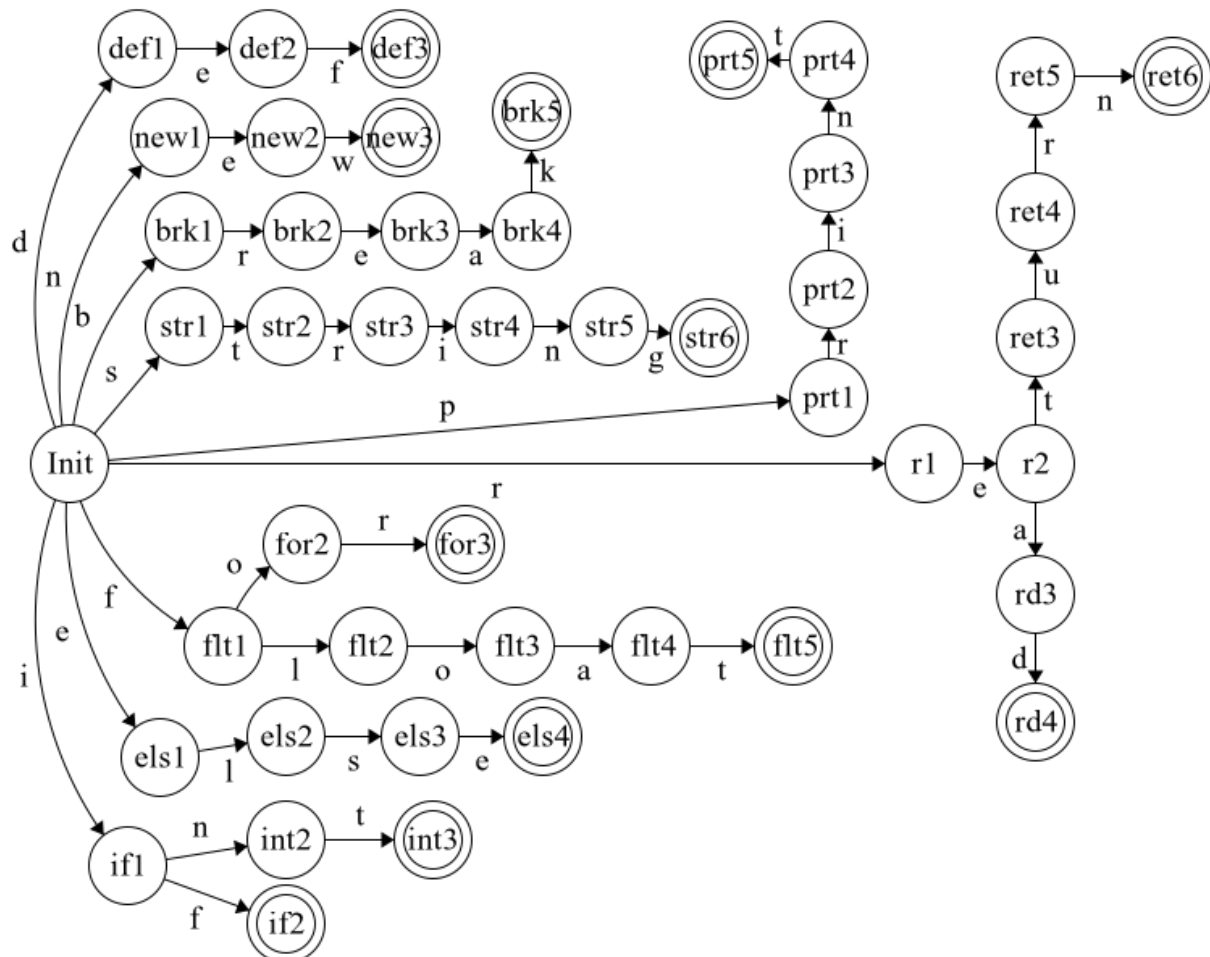 def1 e def2 f def3
prt5 t prt4
ret5 n ret6
brk5
new1 e new2 w new3
k
n
prt3
r
ret4
d
n
b
s
brk1 r brk2 e brk3 a brk4
i
prt2
u
ret3
str1 t str2 r str3 i str4 n str5 g str6
r
prt1
t
p
Init
r
r1 e r2
a
for2 r for3
o
rd3
f
e
i
flt1 l flt2 o flt3 a flt4 t flt5
d
rd4
els1 l els2 s els3 e els4
n
int2 t int3
if1
f
if2